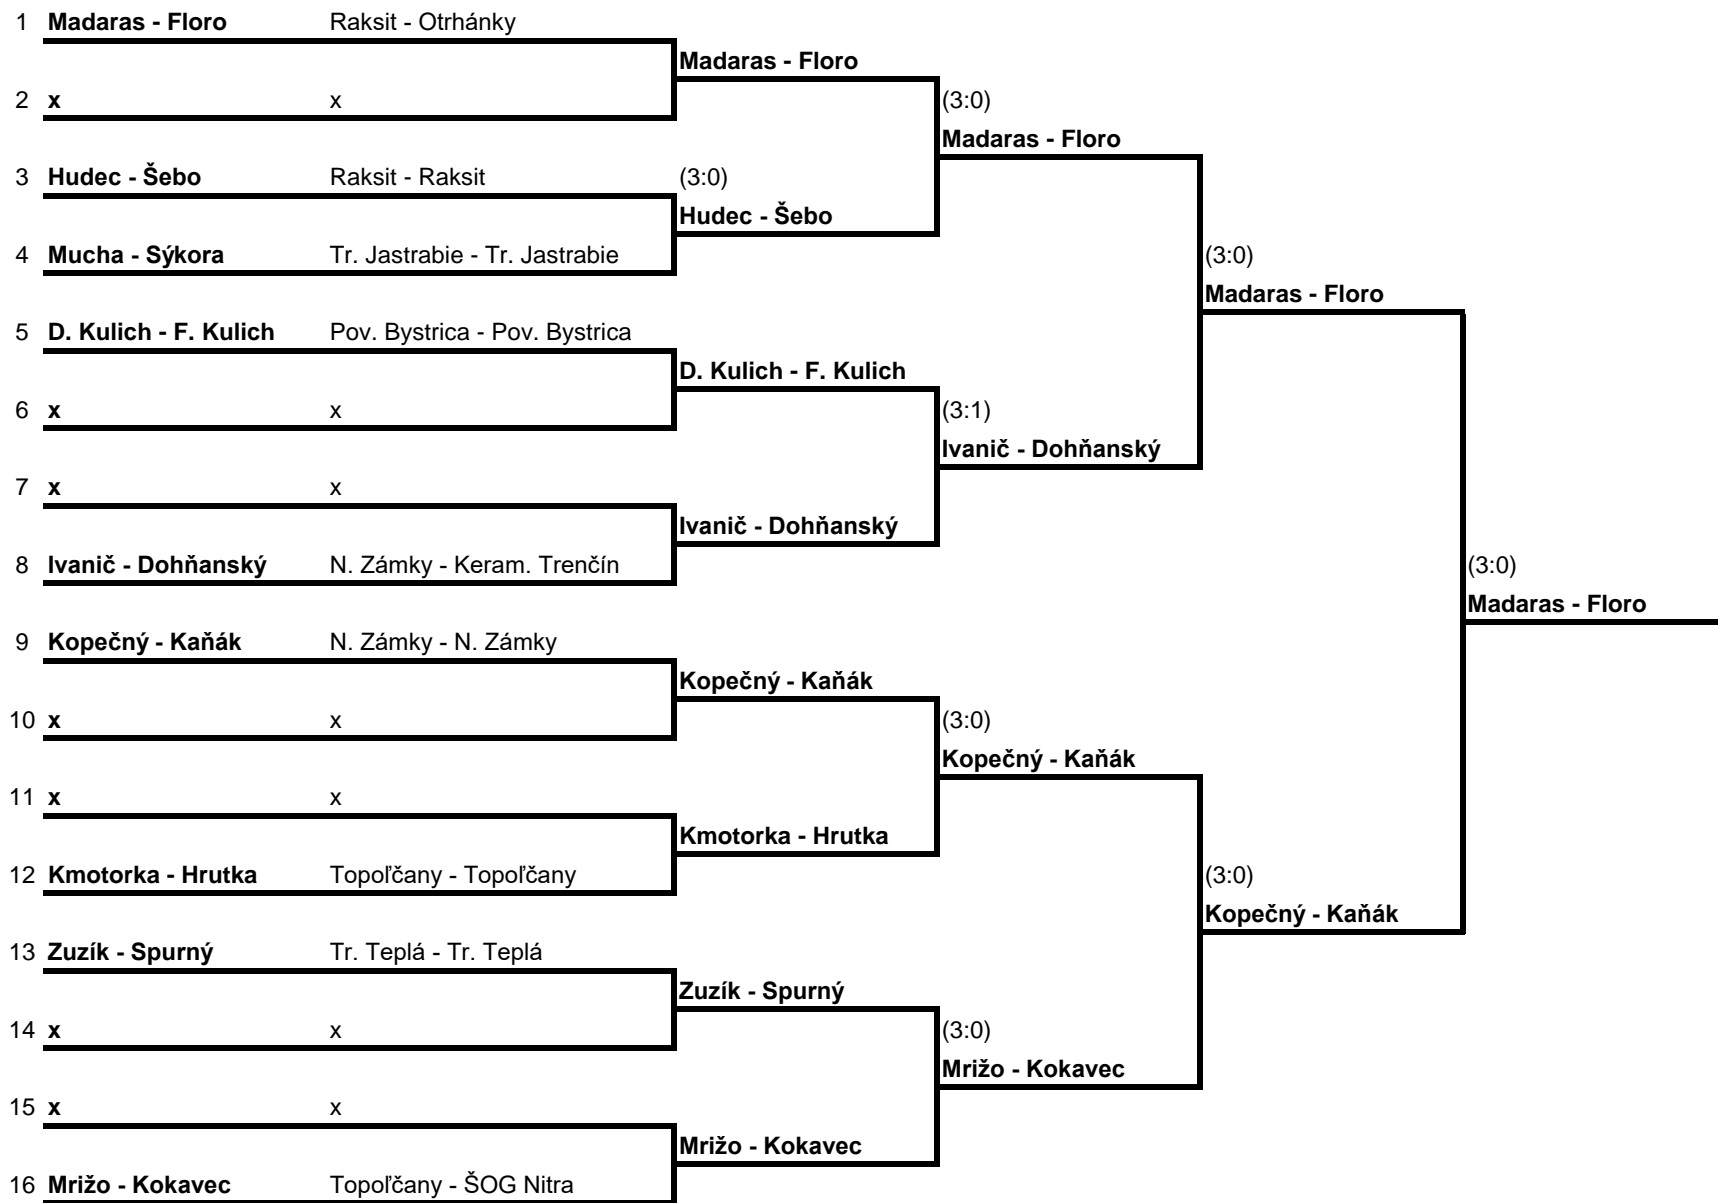 1 Madaras - Floro Raksit - Otrhánky
Madaras - Floro
2 x x (3:0)
Madaras - Floro
3 Hudec - Šebo Raksit - Raksit (3:0)
Hudec - Šebo
4 Mucha - Sýkora Tr. Jastrabie - Tr. Jastrabie (3:0)
Madaras - Floro
5 D. Kulich - F. Kulich Pov. Bystrica - Pov. Bystrica
D. Kulich - F. Kulich
6 x x (3:1)
Ivanič - Dohňanský
7 x x
Ivanič - Dohňanský
8 Ivanič - Dohňanský N. Zámky - Keram. Trenčín (3:0)
Madaras - Floro
9 Kopečný - Kaňák N. Zámky - N. Zámky
Kopečný - Kaňák
10 x x (3:0)
Kopečný - Kaňák
11 x x
Kmotorka - Hrutka
12 Kmotorka - Hrutka Topoľčany - Topoľčany (3:0)
Kopečný - Kaňák
13 Zuzík - Spurný Tr. Teplá - Tr. Teplá
Zuzík - Spurný
14 x x (3:0)
Mrižo - Kokavec
15 x x
Mrižo - Kokavec
16 Mrižo - Kokavec Topoľčany - ŠOG Nitra